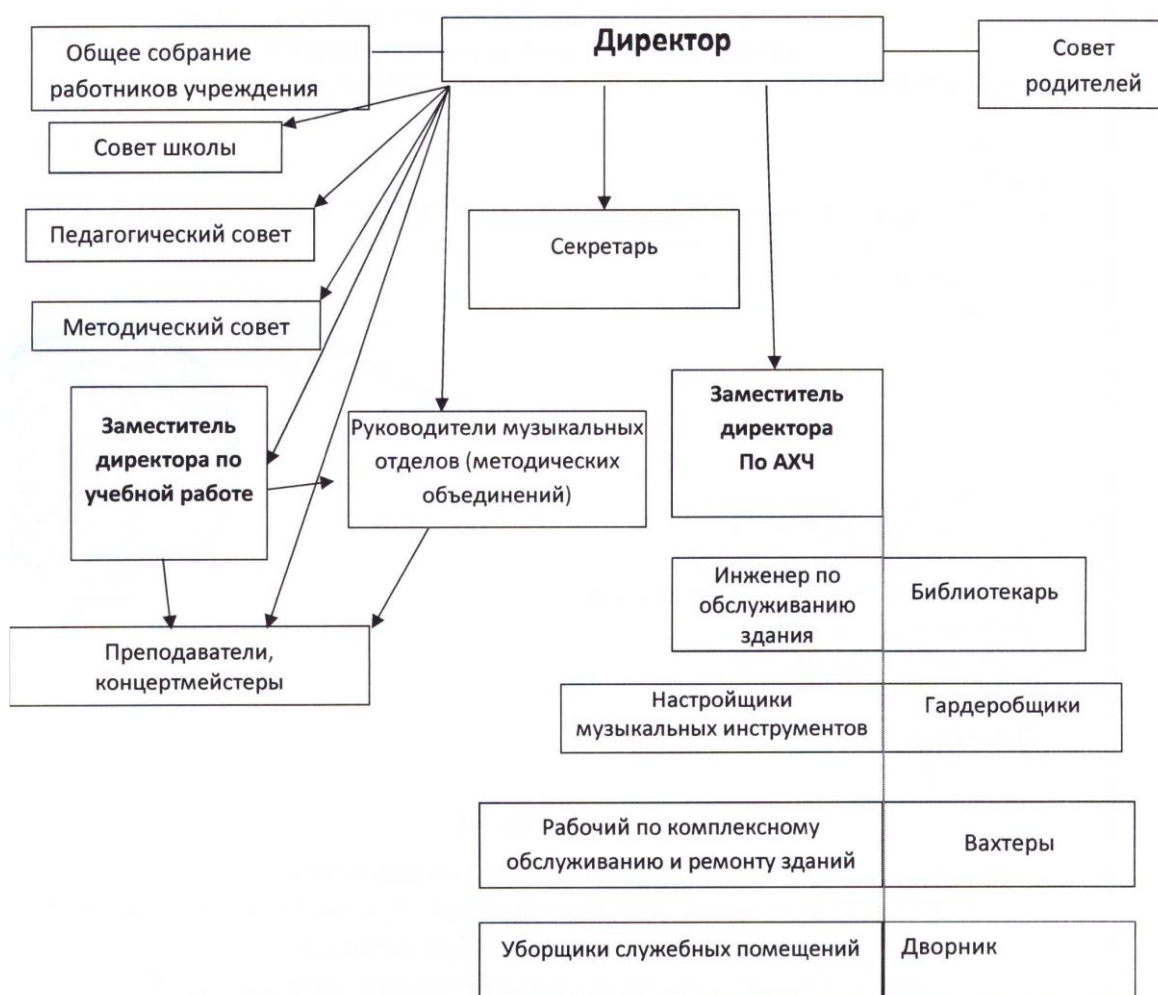 Директор
Общее собрание
работников учреждения
Совет
родителей
Совет школы
Педагогический совет
Секретарь
Методический совет
Заместитель
директора по
учебной работе
Руководители музыкальных
отделов (методических
объединений)
Заместитель
директора
По АХЧ
Инженер по
обслуживанию
здания
Библиотекарь
Преподаватели,
концертмейстеры
Настройщики
музыкальных инструментов
Гардеробщики
Рабочий по комплексному
обслуживанию и ремонту зданий
Вахтеры
Уборщики служебных помещений
Дворник